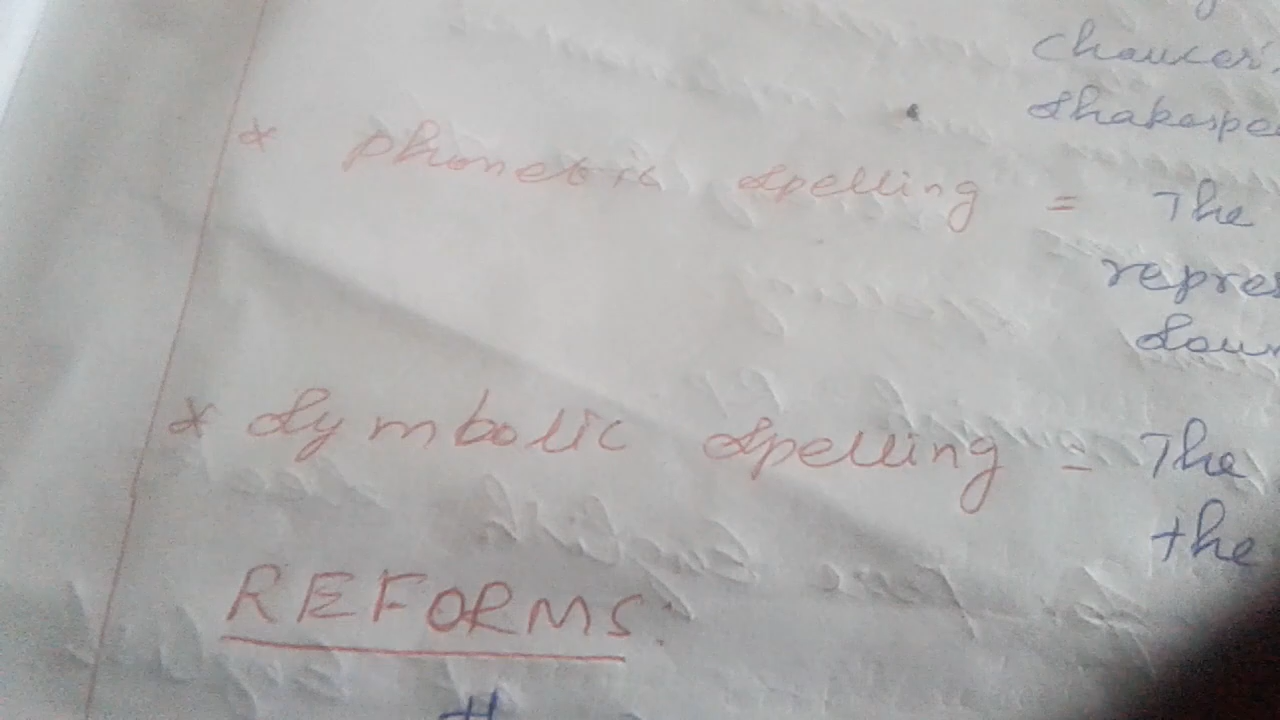 Chaucer
Shakespe
* Phonetic Spelling = The
repres
Soun
* Symbolic Spelling = The
the
REFORMS: